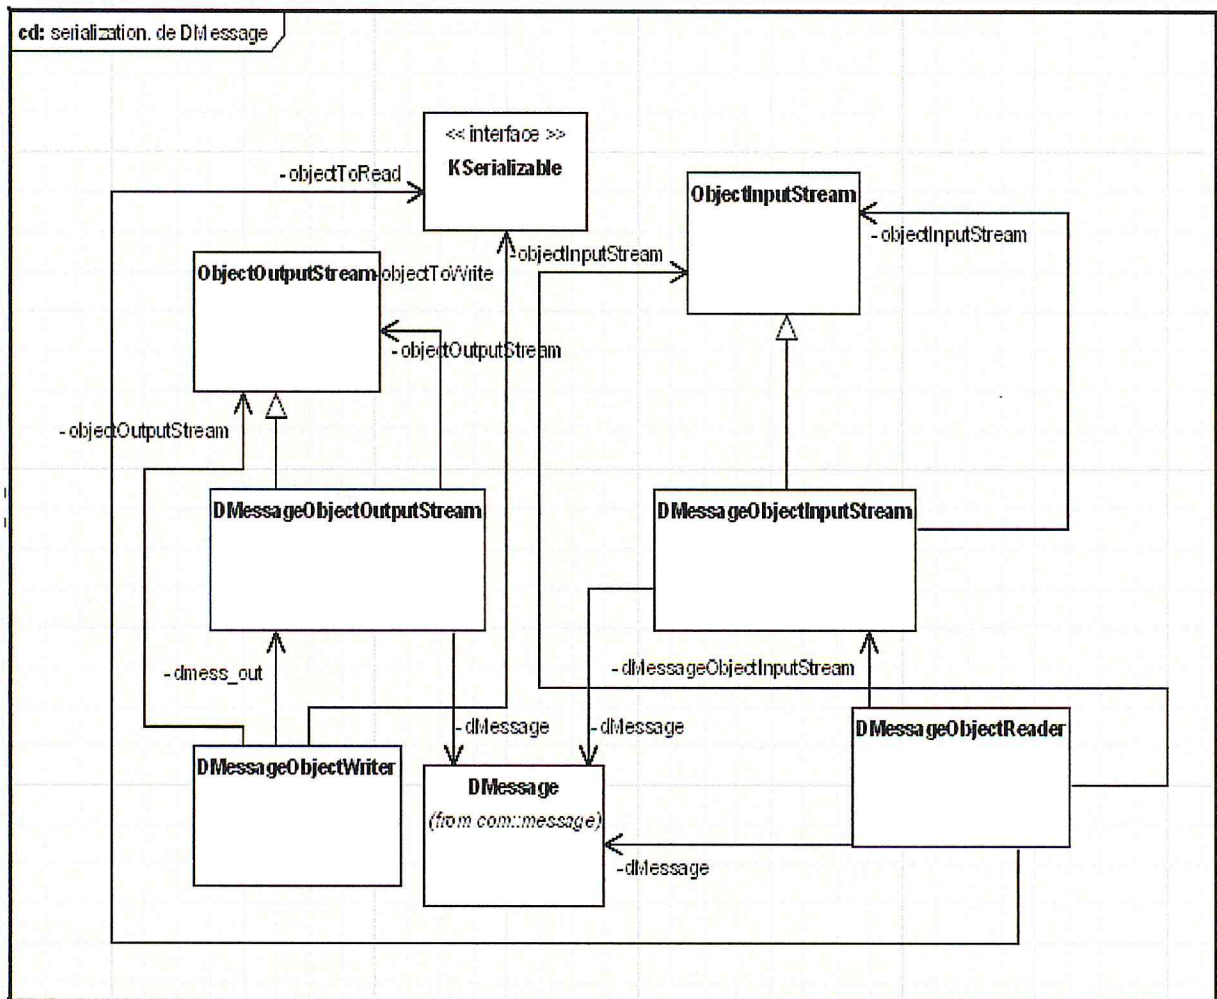 cd: serialization. de DMessage
<< interface >>
KSerializable
-objectToRead
ObjectInputStream
-objectInputStream
-objectInputStream
ObjectOutputStream
-objectToWrite
-objectOutputStream
-objectOutputStream
DMessageObjectOutputStream
DMessageObjectInputStream
-dmess_out
-dMessageObjectInputStream
-dMessage
-dMessage
DMessageObjectReader
DMessageObjectWriter
DMessage
(from com::message)
-dMessage